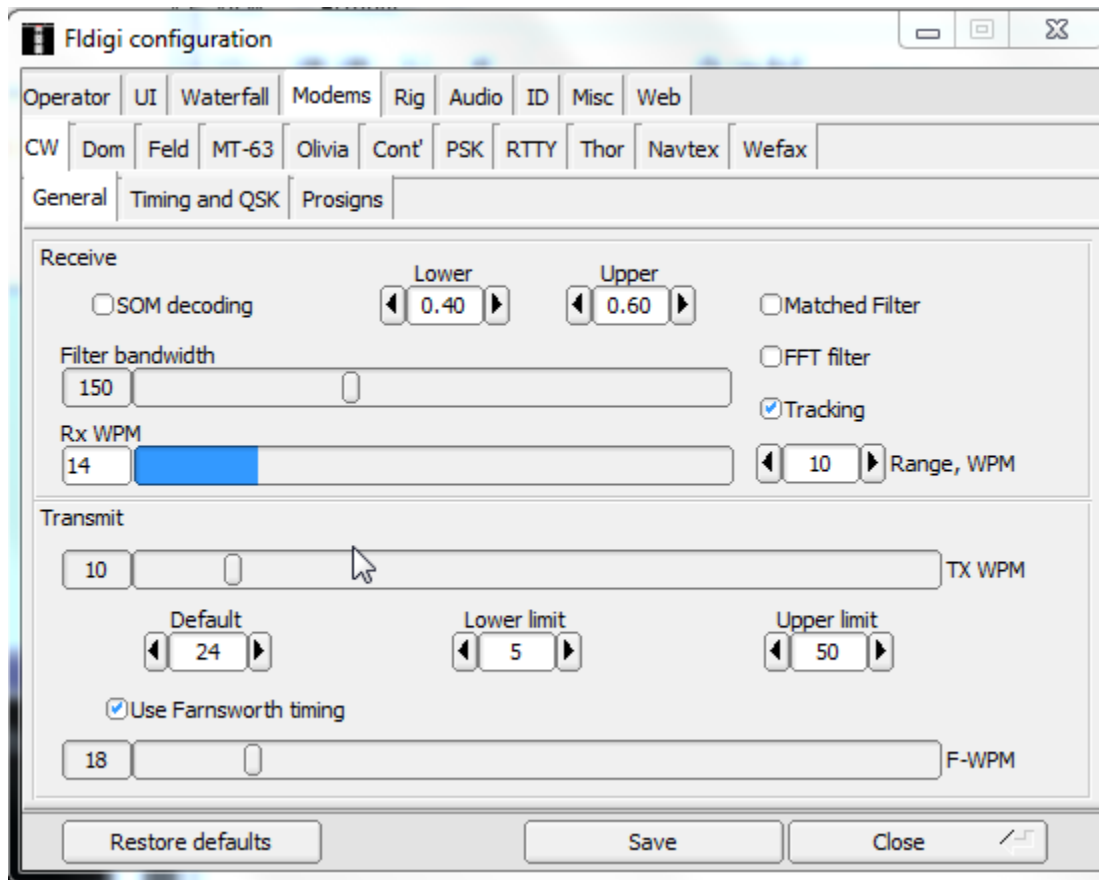 Fldigi configuration
Operator UI Waterfall Modems Rig Audio ID Misc Web
CW Dom Feld MT-63 Olivia Cont' PSK RTTY Thor Navtex Wefax
General Timing and QSK Prosigns
Receive
Lower Upper
SOM decoding 0.40 0.60 Matched Filter
Filter bandwidth FFT filter
150
Tracking
Rx WPM
14 10 Range, WPM
Transmit
10 TX WPM
Default Lower limit Upper limit
24 5 50
Use Farnsworth timing
18 F-WPM
Restore defaults Save Close